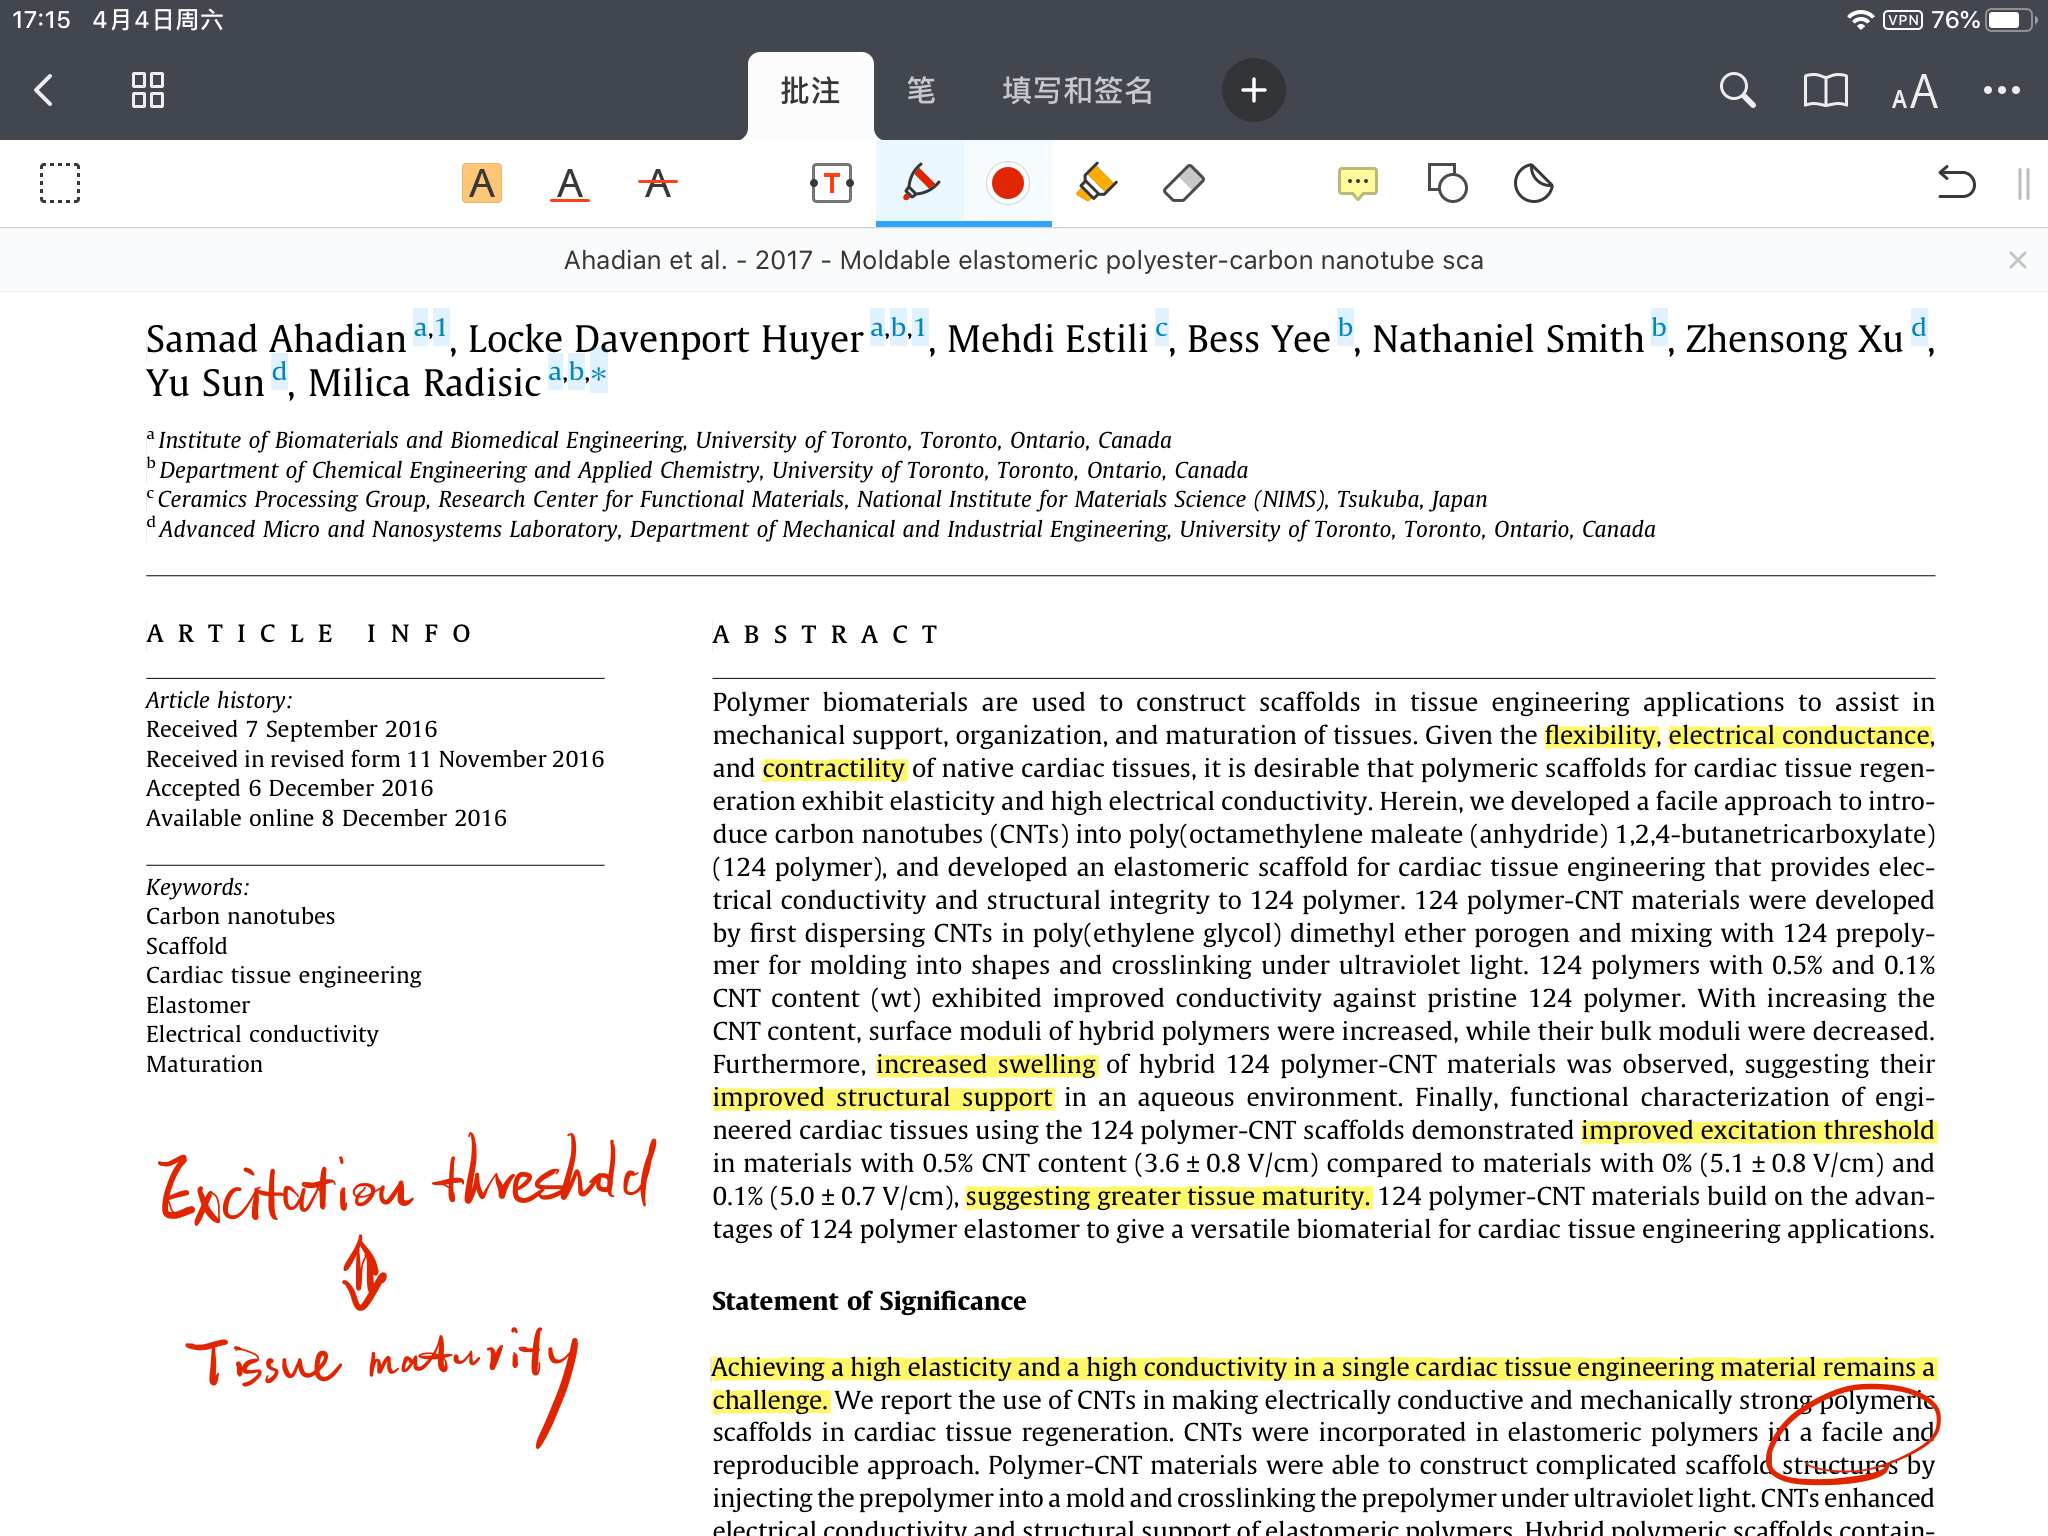 17:15 4月4日周六 VPN 76%
批注 笔 填写和签名
AA
A A A T
Ahadian et al. - 2017 - Moldable elastomeric polyester-carbon nanotube sca
Samad Ahadian a,1, Locke Davenport Huyer a,b,1, Mehdi Estili c, Bess Yee b, Nathaniel Smith b, Zhensong Xu d,
Yu Sun d, Milica Radisic a,b,*
a Institute of Biomaterials and Biomedical Engineering, University of Toronto, Toronto, Ontario, Canada
b Department of Chemical Engineering and Applied Chemistry, University of Toronto, Toronto, Ontario, Canada
c Ceramics Processing Group, Research Center for Functional Materials, National Institute for Materials Science (NIMS), Tsukuba, Japan
d Advanced Micro and Nanosystems Laboratory, Department of Mechanical and Industrial Engineering, University of Toronto, Toronto, Ontario, Canada
ARTICLE INFO
Article history:
Received 7 September 2016
Received in revised form 11 November 2016
Accepted 6 December 2016
Available online 8 December 2016
Keywords:
Carbon nanotubes
Scaffold
Cardiac tissue engineering
Elastomer
Electrical conductivity
Maturation
Excitation threshold
Tissue maturity
ABSTRACT
Polymer biomaterials are used to construct scaffolds in tissue engineering applications to assist in
mechanical support, organization, and maturation of tissues. Given the flexibility, electrical conductance,
and contractility of native cardiac tissues, it is desirable that polymeric scaffolds for cardiac tissue regen-
eration exhibit elasticity and high electrical conductivity. Herein, we developed a facile approach to intro-
duce carbon nanotubes (CNTs) into poly(octamethylene maleate (anhydride) 1,2,4-butanetricarboxylate)
(124 polymer), and developed an elastomeric scaffold for cardiac tissue engineering that provides elec-
trical conductivity and structural integrity to 124 polymer. 124 polymer-CNT materials were developed
by first dispersing CNTs in poly(ethylene glycol) dimethyl ether porogen and mixing with 124 prepoly-
mer for molding into shapes and crosslinking under ultraviolet light. 124 polymers with 0.5% and 0.1%
CNT content (wt) exhibited improved conductivity against pristine 124 polymer. With increasing the
CNT content, surface moduli of hybrid polymers were increased, while their bulk moduli were decreased.
Furthermore, increased swelling of hybrid 124 polymer-CNT materials was observed, suggesting their
improved structural support in an aqueous environment. Finally, functional characterization of engi-
neered cardiac tissues using the 124 polymer-CNT scaffolds demonstrated improved excitation threshold
in materials with 0.5% CNT content (3.6 ± 0.8 V/cm) compared to materials with 0% (5.1 ± 0.8 V/cm) and
0.1% (5.0 ± 0.7 V/cm), suggesting greater tissue maturity. 124 polymer-CNT materials build on the advan-
tages of 124 polymer elastomer to give a versatile biomaterial for cardiac tissue engineering applications.
Statement of Significance
Achieving a high elasticity and a high conductivity in a single cardiac tissue engineering material remains a
challenge. We report the use of CNTs in making electrically conductive and mechanically strong polymeric
scaffolds in cardiac tissue regeneration. CNTs were incorporated in elastomeric polymers in a facile and
reproducible approach. Polymer-CNT materials were able to construct complicated scaffold structures by
injecting the prepolymer into a mold and crosslinking the prepolymer under ultraviolet light. CNTs enhanced
electrical conductivity and structural support of elastomeric polymers. Hybrid polymeric scaffolds contain-